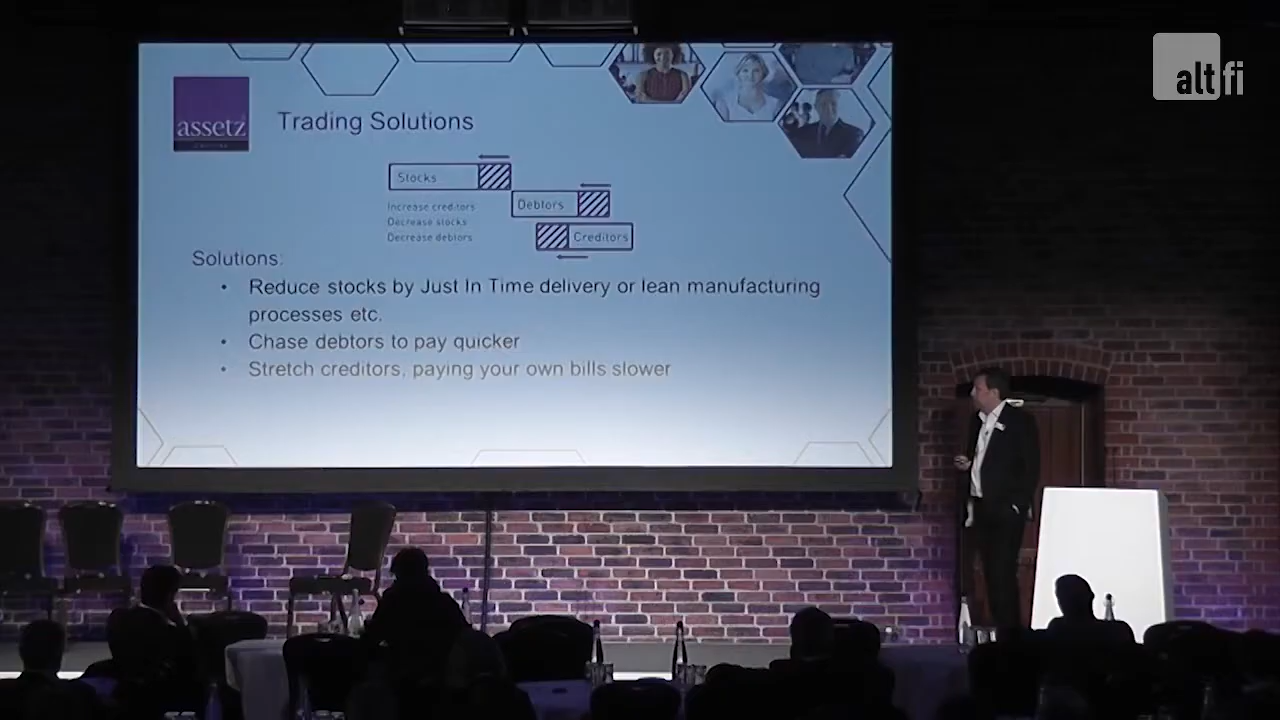 altfi
assetz
Trading Solutions
Stocks
Increase creditors
Debtors
Decrease stocks
Decrease debtors
Creditors
Solutions:
• Reduce stocks by Just In Time delivery or lean manufacturing
processes etc.
• Chase debtors to pay quicker
• Stretch creditors, paying your own bills slower